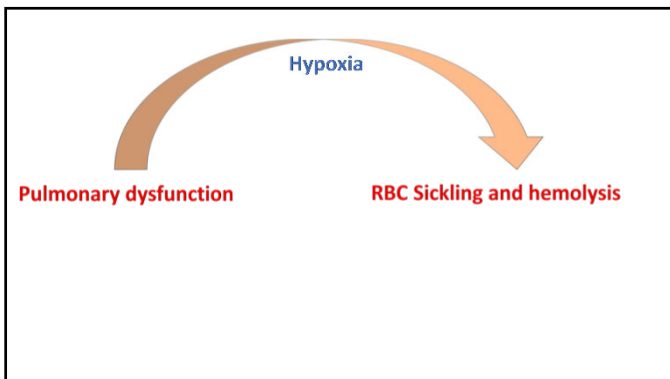 Hypoxia
Pulmonary dysfunction
RBC Sickling and hemolysis